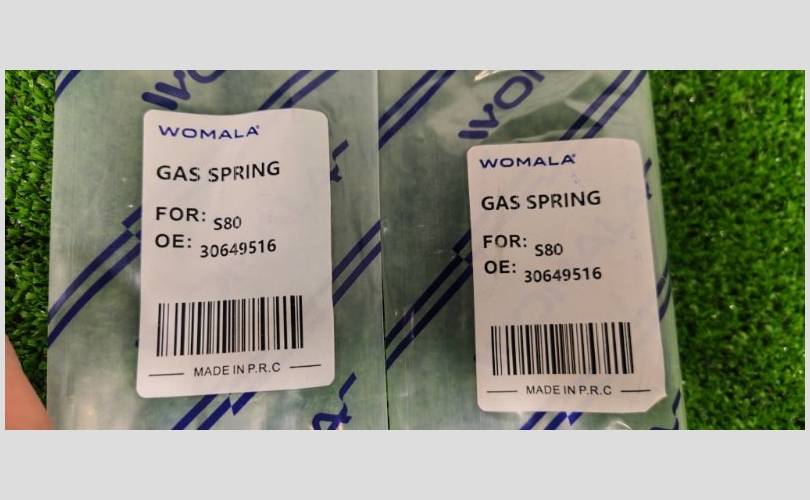 WOMALA
GAS SPRING
FOR: S80
OE: 30649516
MADE IN P.R.C
WOMALA
GAS SPRING
FOR: S80
OE: 30649516
MADE IN P.R.C